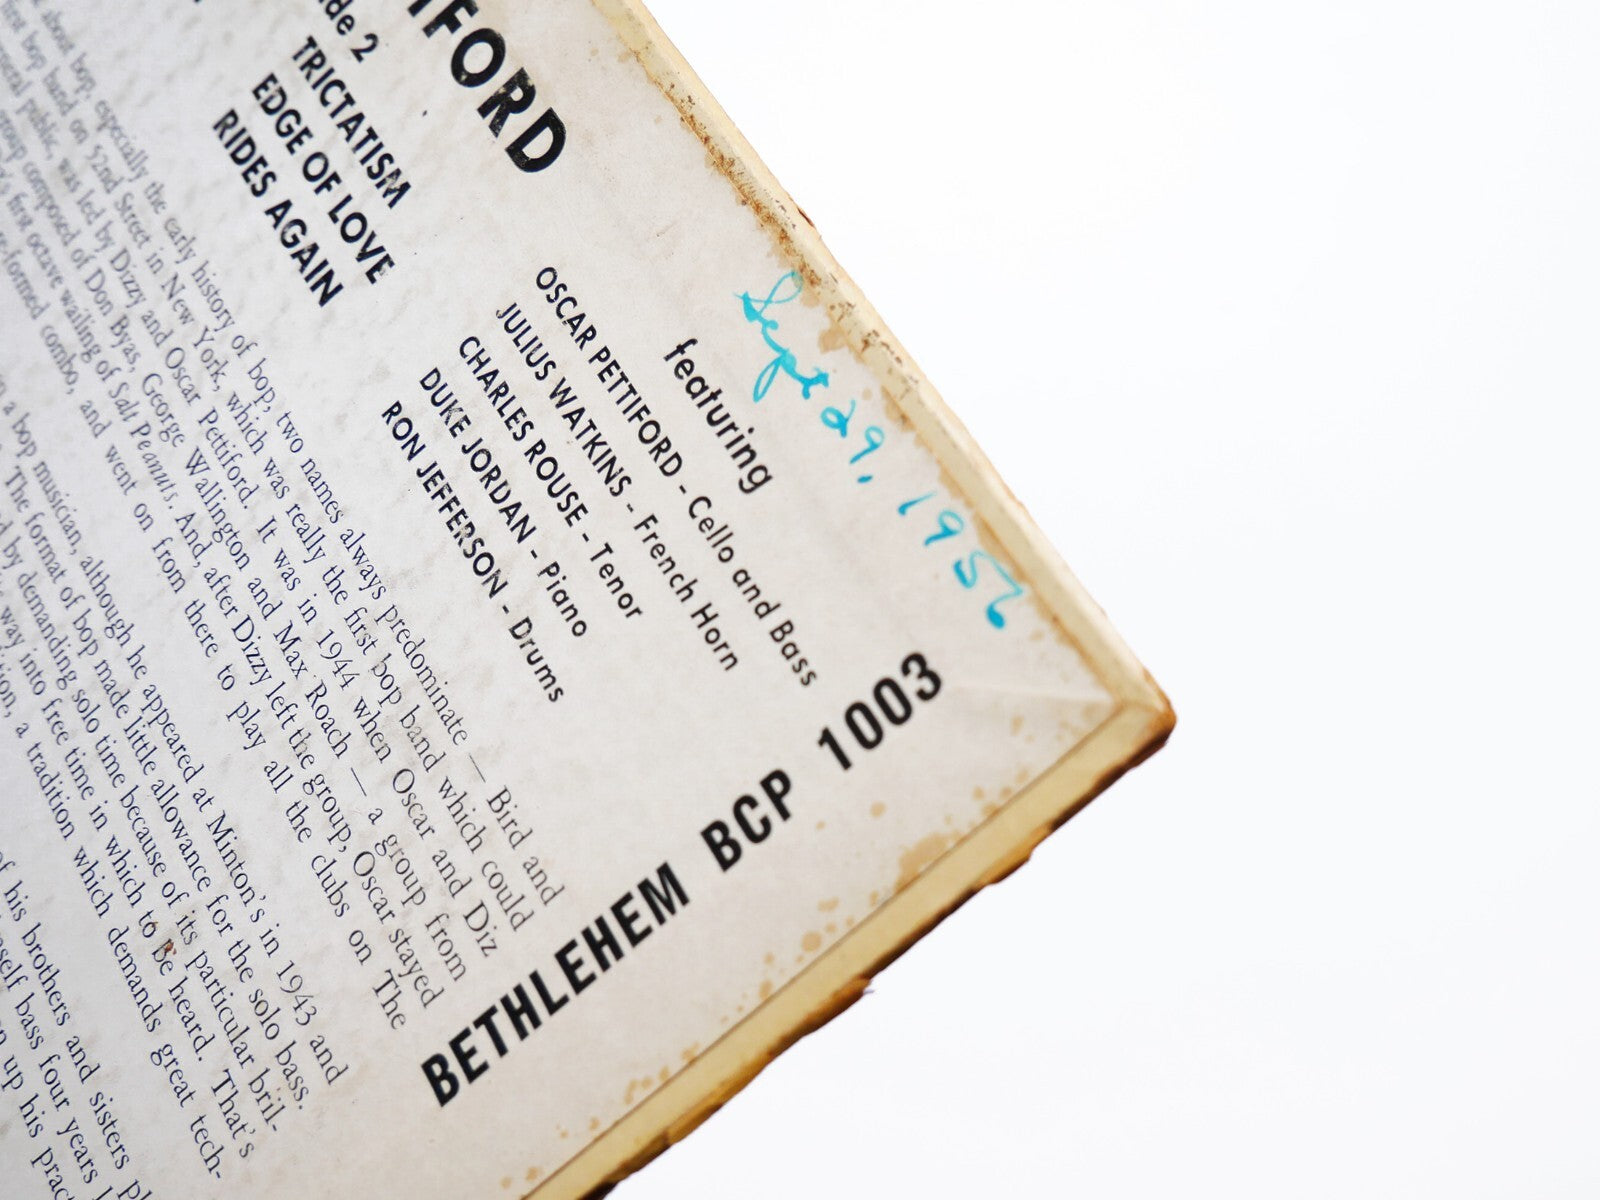 TIFORD
Side 2
TRICTATISM
EDGE OF LOVE
RIDES AGAIN
Sept 29, 1956
featuring
OSCAR PETTIFORD - Cello and Bass
JULIUS WATKINS - French Horn
CHARLES ROUSE - Tenor
DUKE JORDAN - Piano
RON JEFFERSON - Drums
BETHLEHEM BCP 1003
about bop, especially the early history of bop, two names always predominate — Bird and
first bop band on 52nd Street in New York, which was really the first bop band which could
general public, was led by Dizzy and Oscar Pettiford. It was in 1944 when Oscar and Diz
group composed of Don Byas, George Wallington and Max Roach — a group from
first octave wailing of Salt Peanuts. And, after Dizzy left the group, Oscar stayed
formed combo, and went on from there to play all the clubs on The
a bop musician, although he appeared at Minton's in 1943 and
The format of bop made little allowance for the solo bass.
by demanding solo time because of its particular bril-
way into free time in which to be heard. That's
a tradition which demands great tech-
of his brothers and sisters
bass four years
up his